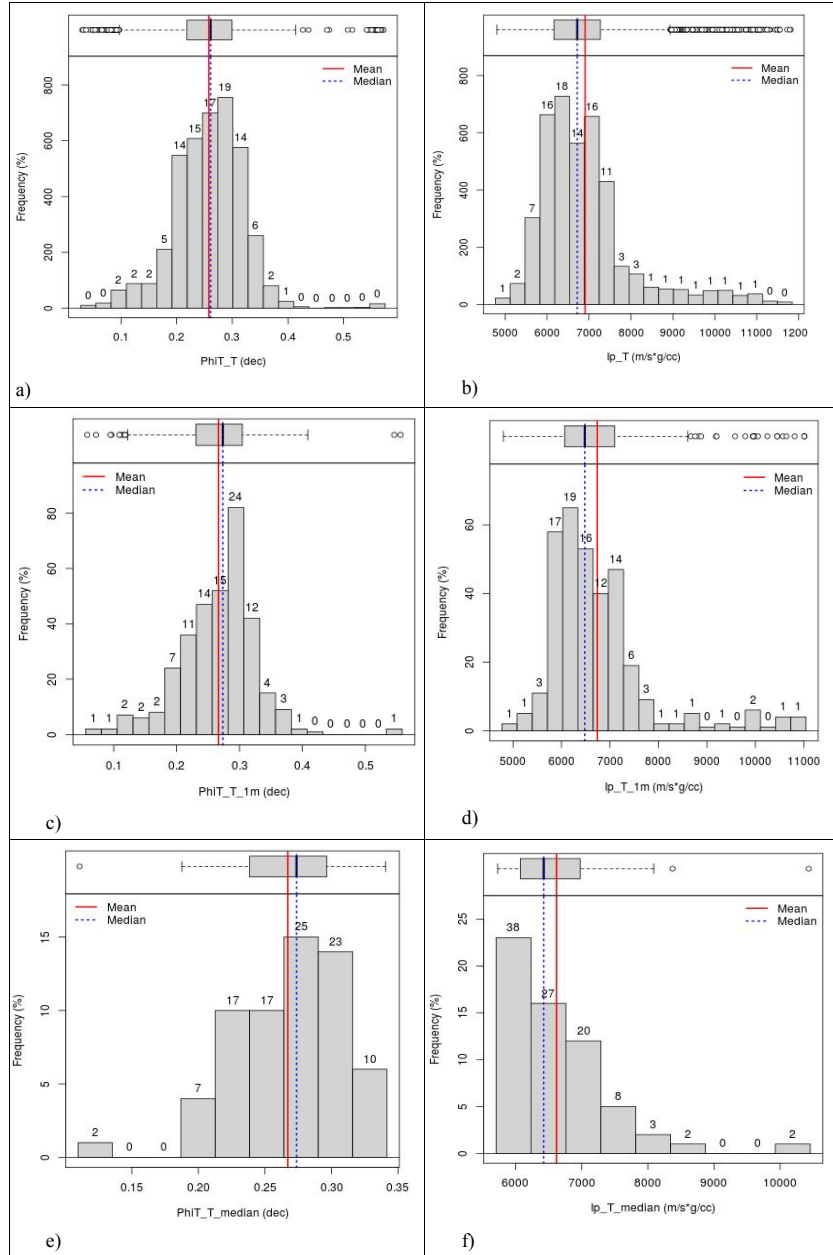 Mean
Median
Frequency (%)
800
600
400
200
0
0 0 2 2 2 5 14 15 17 19 14 6 2 1 0 0 0 0 0
0.1 0.2 0.3 0.4 0.5
PhiT_T (dec)
a)
Mean
Median
Frequency (%)
800
600
400
200
0
1 2 7 16 18 14 16 11 3 3 1 1 1 1 1 1 1 1 0 0
5000 6000 7000 8000 9000 10000 11000 1200
Ip_T (m/s*g/cc)
b)
Mean
Median
Frequency (%)
80
60
40
20
0
1 1 2 2 2 7 11 14 15 24 12 4 3 1 0 0 0 0 1
0.1 0.2 0.3 0.4 0.5
PhiT_T_1m (dec)
c)
Mean
Median
Frequency (%)
60
40
20
0
1 1 3 17 19 16 12 14 6 3 1 1 1 0 1 0 2 0 1 1
5000 6000 7000 8000 9000 10000 11000
Ip_T_1m (m/s*g/cc)
d)
Mean
Median
Frequency (%)
15
10
5
0
2 0 0 7 17 17 25 23 10
0.15 0.20 0.25 0.30 0.35
PhiT_T_median (dec)
e)
Mean
Median
Frequency (%)
25
20
15
10
5
0
38 27 20 8 3 2 0 0 2
6000 7000 8000 9000 10000
Ip_T_median (m/s*g/cc)
f)